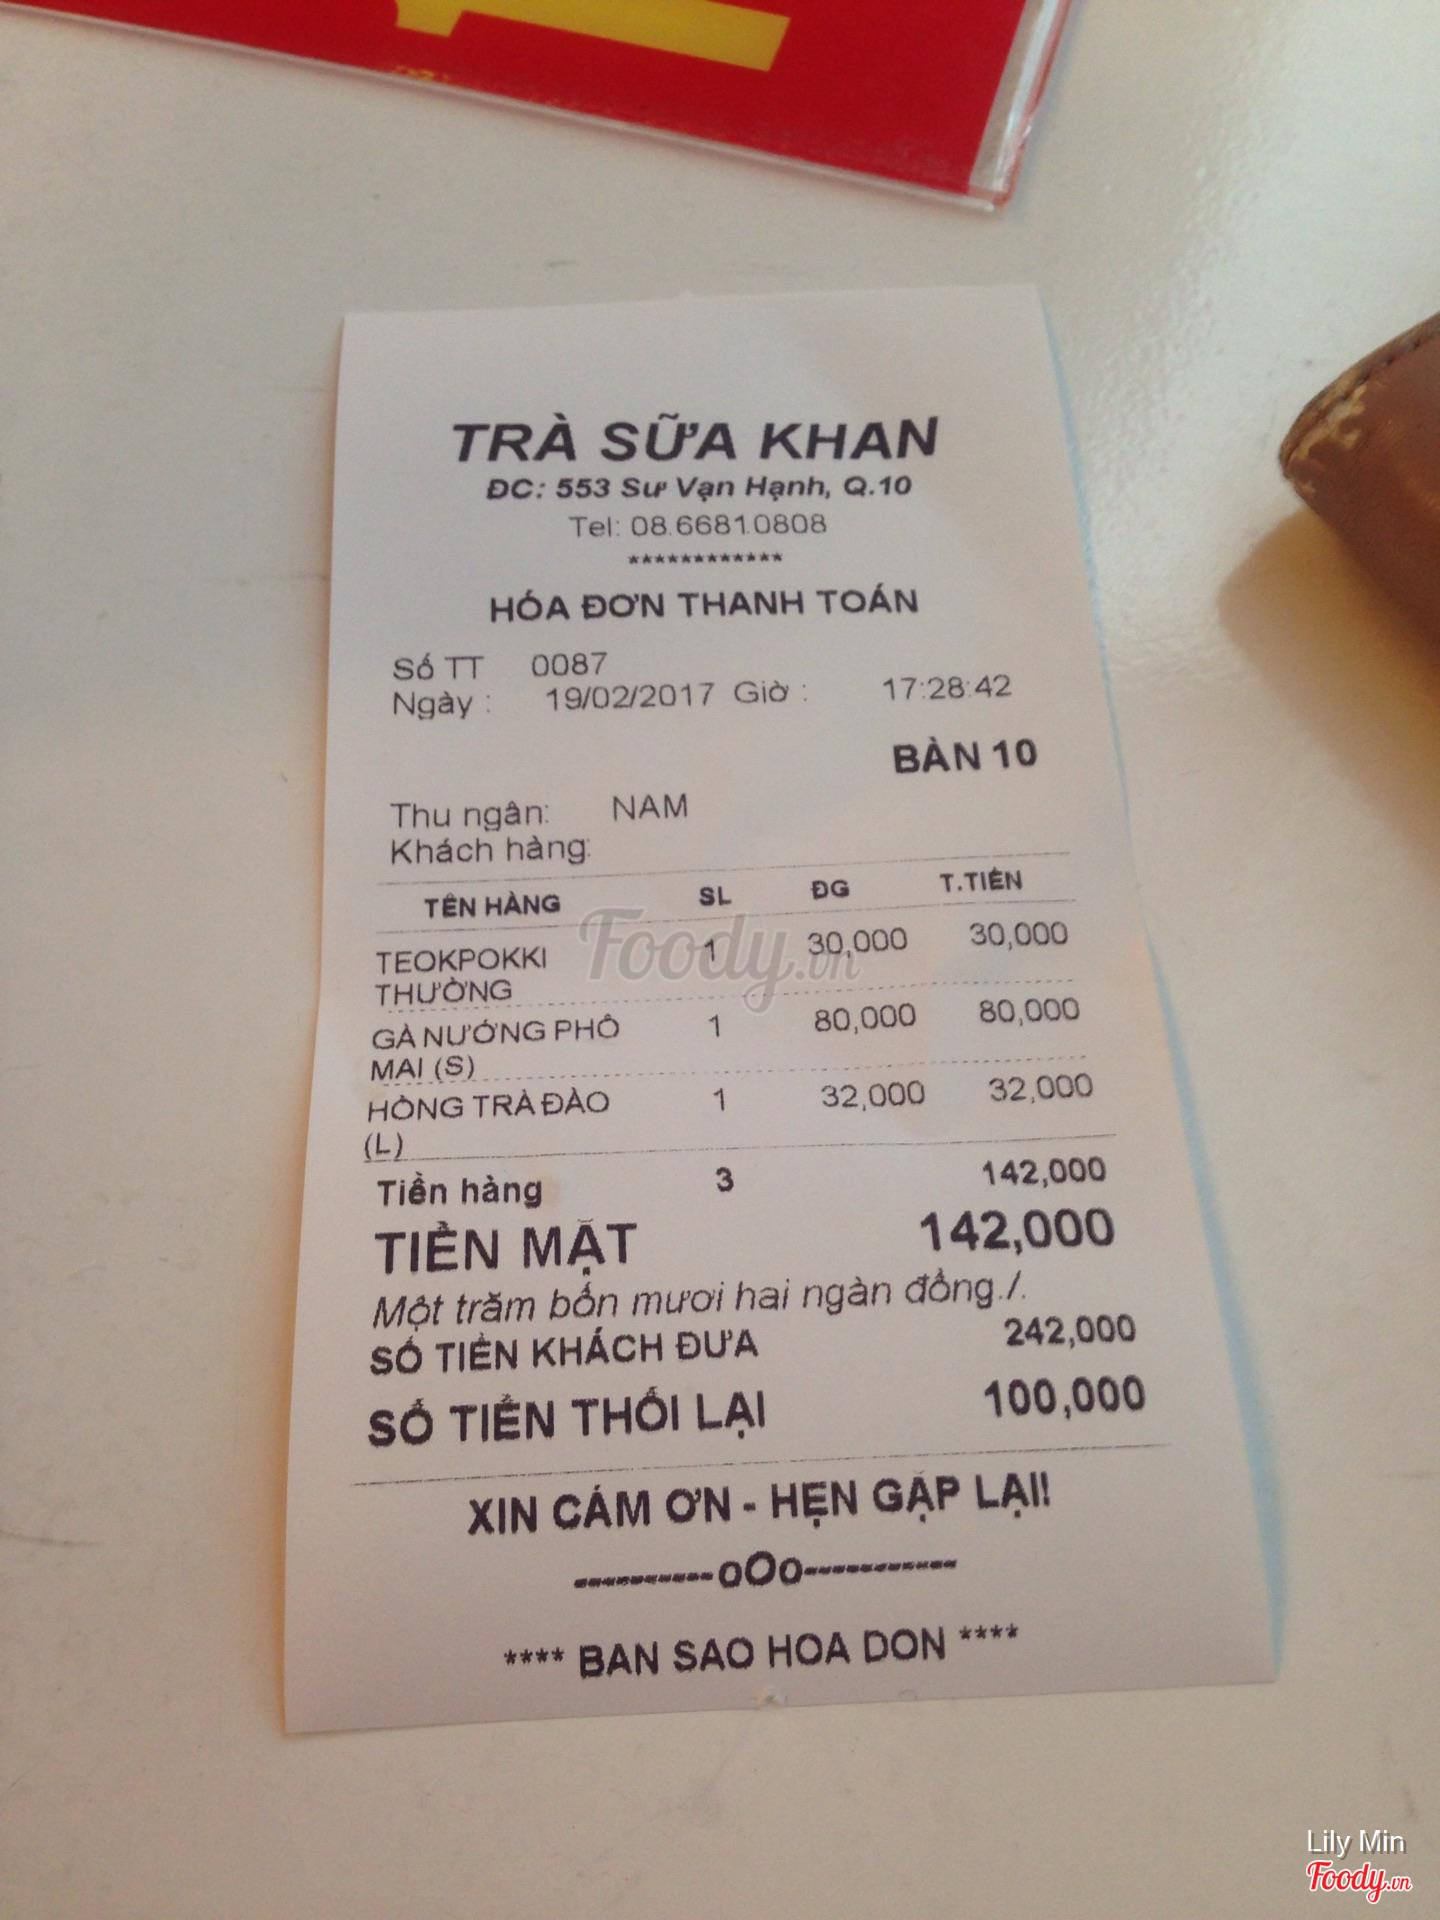 TRÀ SỮA KHAN
ĐC: 553 Sư Vạn Hạnh, Q.10
Tel: 08.6681.0808
************
HÓA ĐƠN THANH TOÁN
Số TT 0087
Ngày : 19/02/2017 Giờ : 17:28:42
BÀN 10
Thu ngân: NAM
Khách hàng:
TÊN HÀNG SL ĐG T.TIỀN
TEOKPOKKI 1 30,000 30,000
THƯỜNG
GÀ NƯỚNG PHÔ 1 80,000 80,000
MAI (S)
HỒNG TRÀ ĐÀO 1 32,000 32,000
(L)
Tiền hàng 3 142,000
TIỀN MẶT 142,000
Một trăm bốn mươi hai ngàn đồng./.
SỐ TIỀN KHÁCH ĐƯA 242,000
SỐ TIỀN THỐI LẠI 100,000
XIN CẢM ƠN - HẸN GẶP LẠI!
----------oOo-----------
**** BAN SAO HOA DON ****
Foody.vn
Lily Min
Foody.vn